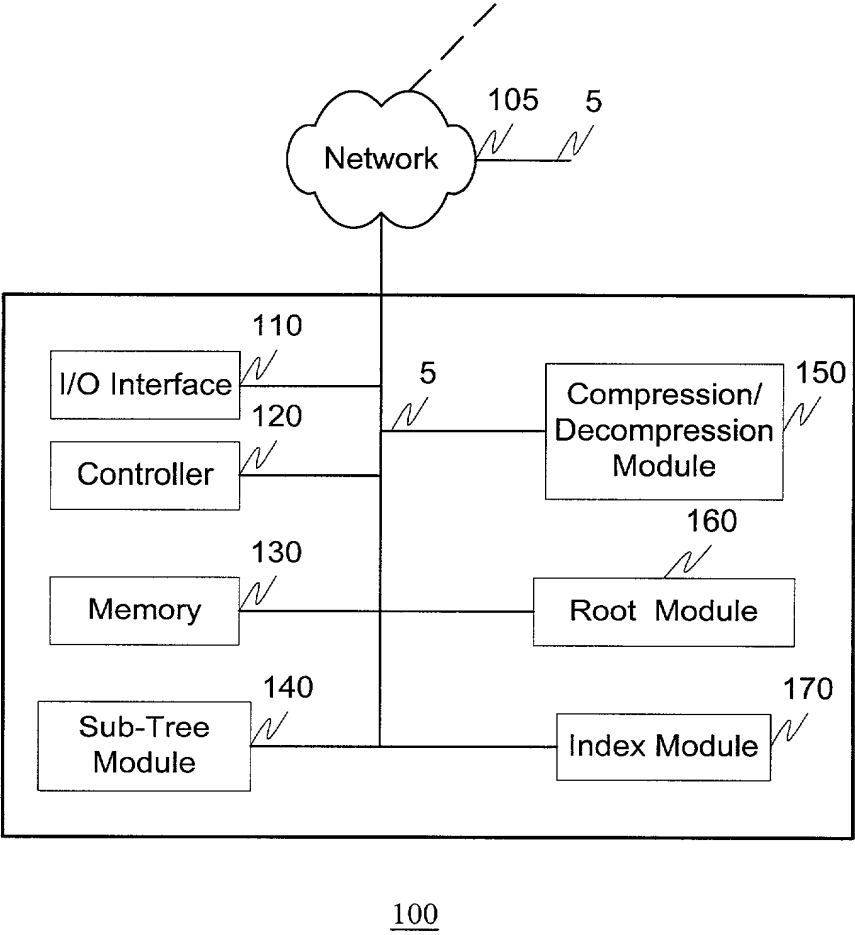 105
5
Network
110
I/O Interface
120
Controller
5
Compression/
Decompression
Module
150
130
Memory
160
Root Module
140
Sub-Tree
Module
170
Index Module
100